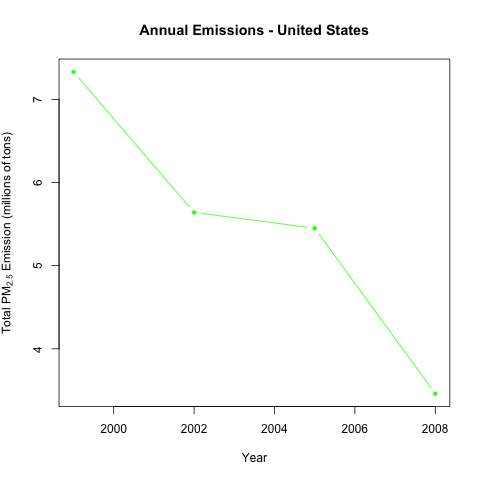 Annual Emissions - United States
Total PM2.5 Emission (millions of tons)
7
6
5
4
2000 2002 2004 2006 2008
Year